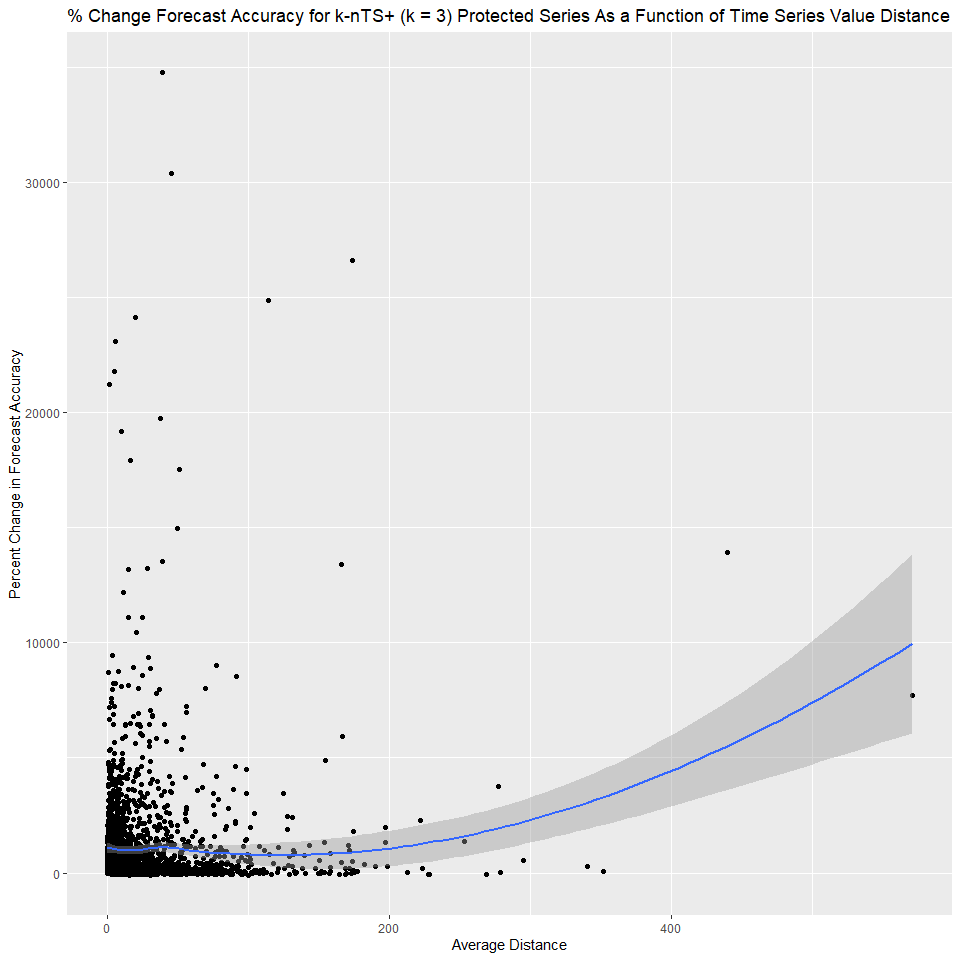 % Change Forecast Accuracy for k-nTS+ (k = 3) Protected Series As a Function of Time Series Value Distance
Percent Change in Forecast Accuracy
30000
20000
10000
0
0
200
400
Average Distance